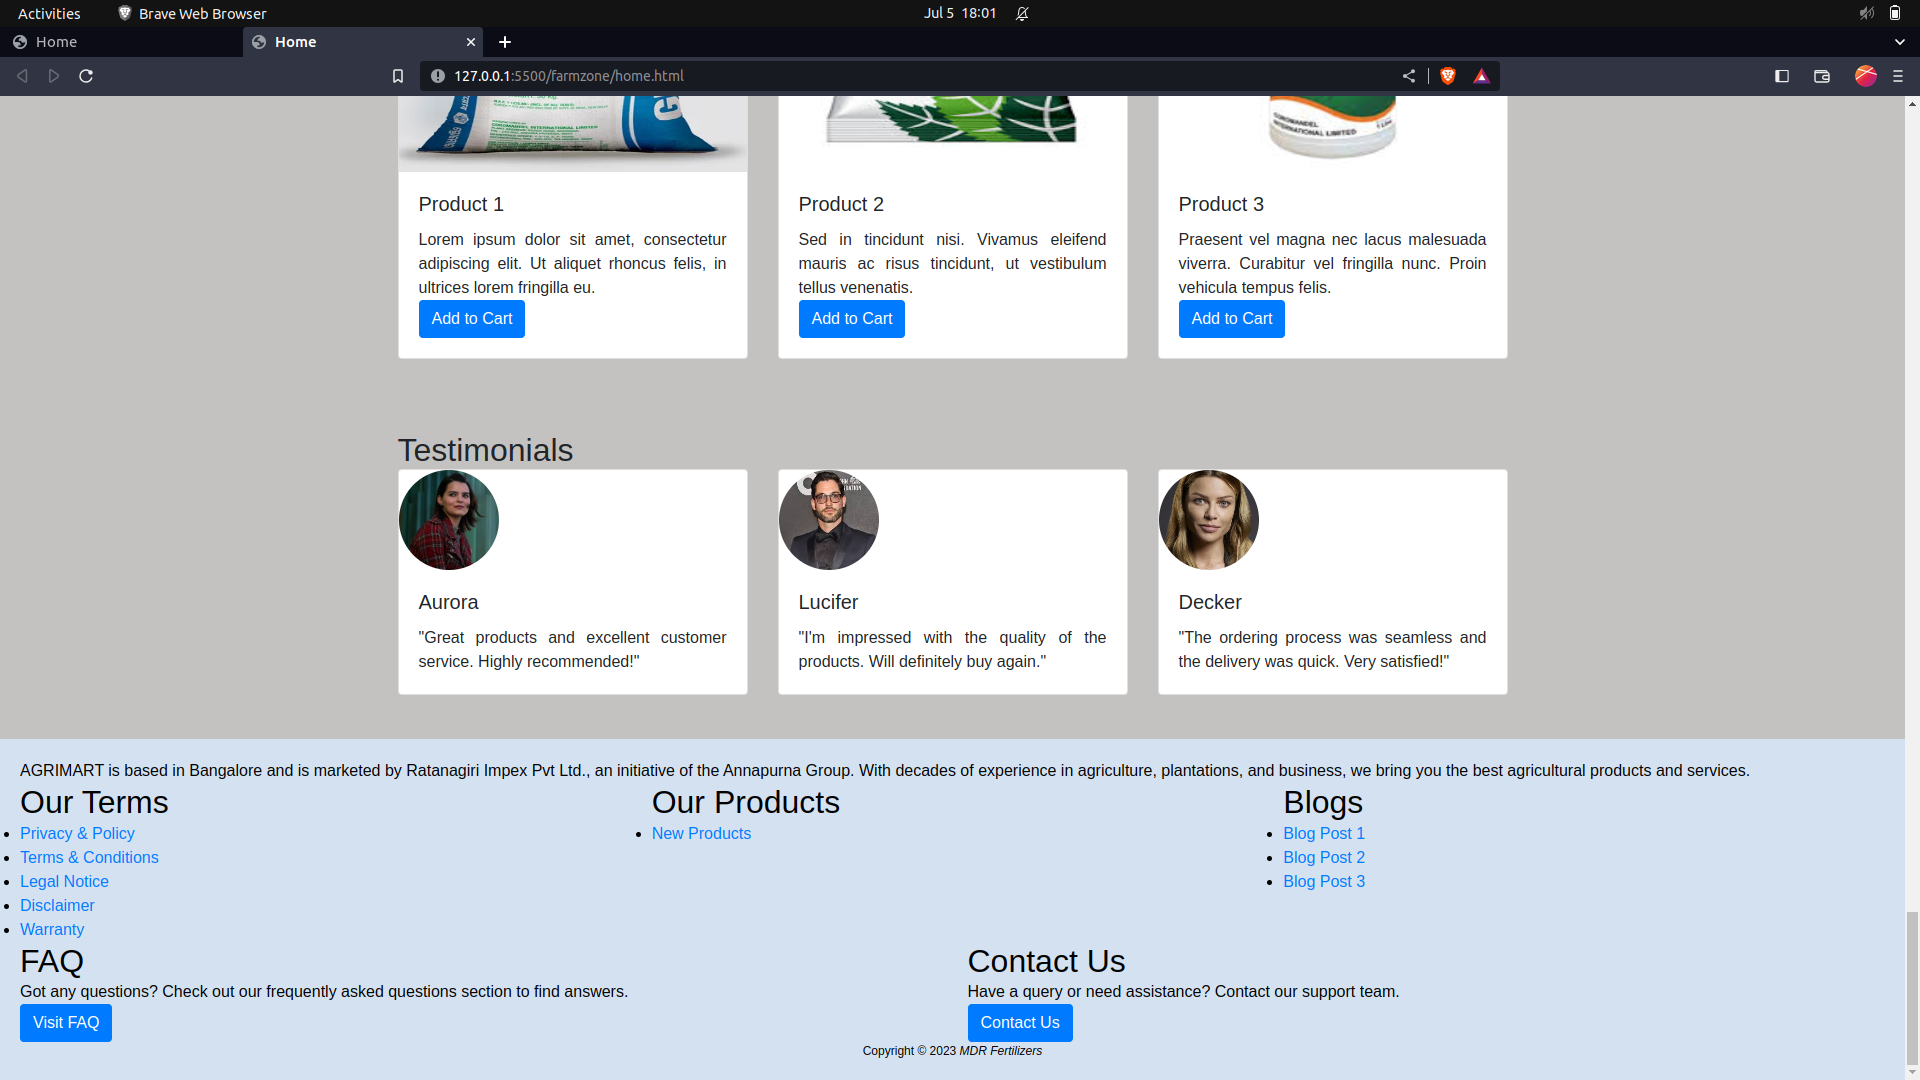 Activities Brave Web Browser Jul 5 18:01
Home Home
127.0.0.1:5500/farmzone/home.html
COROMANDEL INTERNATIONAL LIMITED
COROMANDEL
INTERNATIONAL LIMITED 1 Litre
Product 1
Lorem ipsum dolor sit amet, consectetur
adipiscing elit. Ut aliquet rhoncus felis, in
ultrices lorem fringilla eu.
Add to Cart
Product 2
Sed in tincidunt nisi. Vivamus eleifend
mauris ac risus tincidunt, ut vestibulum
tellus venenatis.
Add to Cart
Product 3
Praesent vel magna nec lacus malesuada
viverra. Curabitur vel fringilla nunc. Proin
vehicula tempus felis.
Add to Cart
Testimonials
Aurora
"Great products and excellent customer
service. Highly recommended!"
Lucifer
"I'm impressed with the quality of the
products. Will definitely buy again."
Decker
"The ordering process was seamless and
the delivery was quick. Very satisfied!"
AGRIMART is based in Bangalore and is marketed by Ratanagiri Impex Pvt Ltd., an initiative of the Annapurna Group. With decades of experience in agriculture, plantations, and business, we bring you the best agricultural products and services.
Our Terms
Privacy & Policy
Terms & Conditions
Legal Notice
Disclaimer
Warranty
Our Products
New Products
Blogs
Blog Post 1
Blog Post 2
Blog Post 3
FAQ
Got any questions? Check out our frequently asked questions section to find answers.
Visit FAQ
Contact Us
Have a query or need assistance? Contact our support team.
Contact Us
Copyright © 2023 MDR Fertilizers